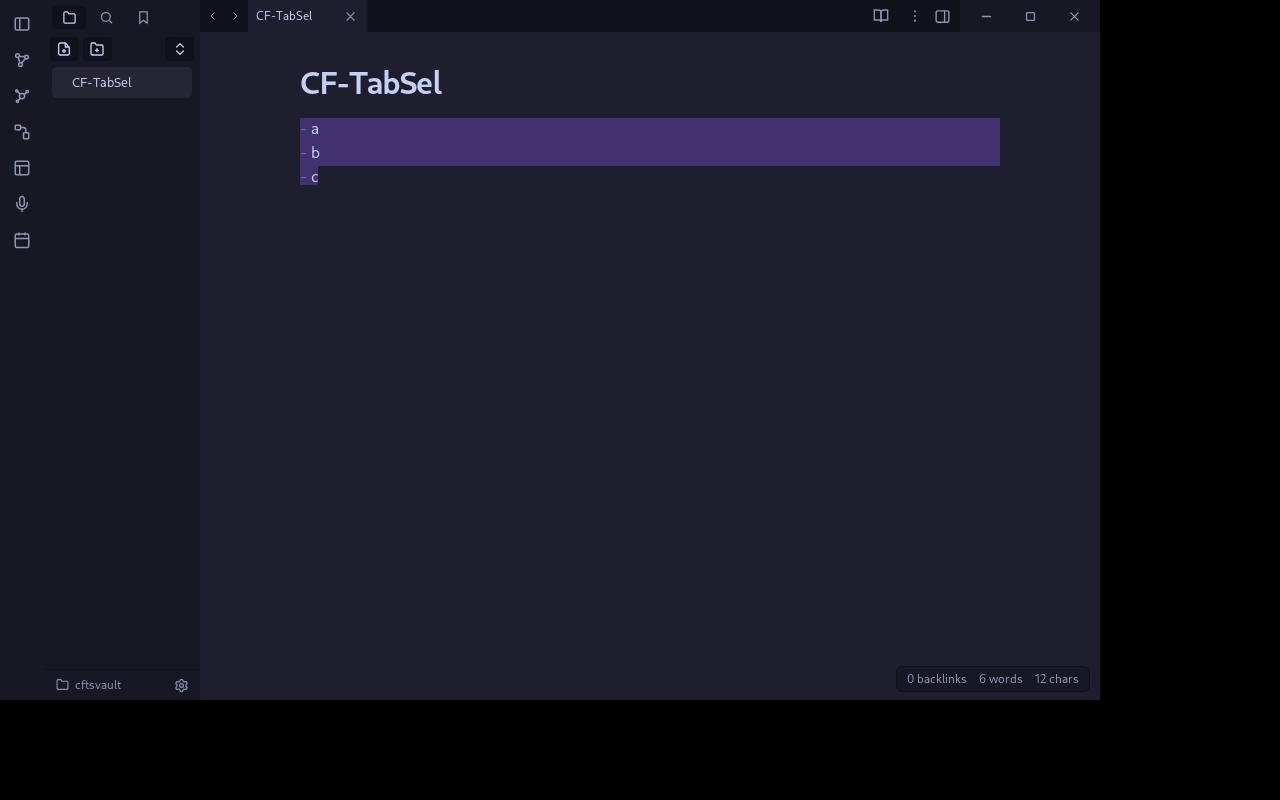 CF-TabSel
CF-TabSel
CF-TabSel
- a
- b
- c
cftsvault
0 backlinks 6 words 12 chars